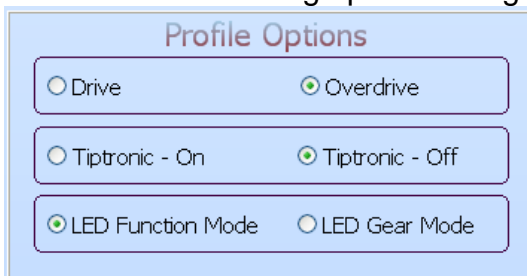 Profile Options
Drive Overdrive
Tiptronic - On Tiptronic - Off
LED Function Mode LED Gear Mode